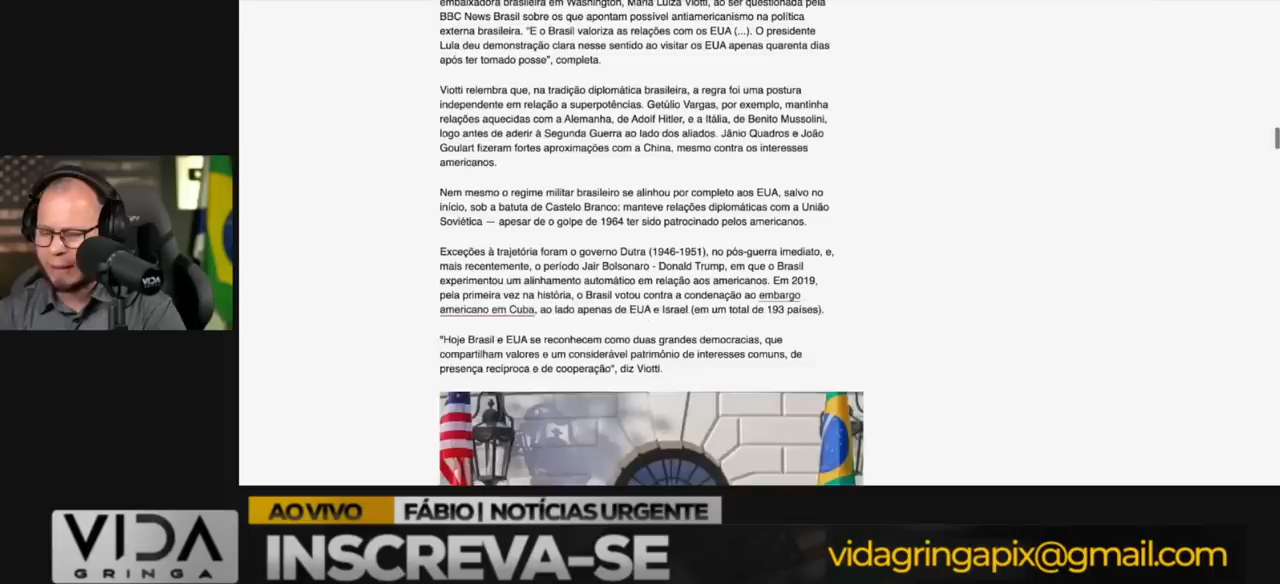 embaixadora brasileira em Washington, Maria Luiza Viotti, ao ser questionada pela
BBC News Brasil sobre os que apontam possível antiamericanismo na política
externa brasileira. "E o Brasil valoriza as relações com os EUA (...). O presidente
Lula deu demonstração clara nesse sentido ao visitar os EUA apenas quarenta dias
após ter tomado posse", completa.
Viotti relembra que, na tradição diplomática brasileira, a regra foi uma postura
independente em relação a superpotências. Getúlio Vargas, por exemplo, mantinha
relações aquecidas com a Alemanha, de Adolf Hitler, e a Itália, de Benito Mussolini,
logo antes de aderir à Segunda Guerra ao lado dos aliados. Jânio Quadros e João
Goulart fizeram fortes aproximações com a China, mesmo contra os interesses
americanos.
Nem mesmo o regime militar brasileiro se alinhou por completo aos EUA, salvo no
início, sob a batuta de Castelo Branco: manteve relações diplomáticas com a União
Soviética — apesar de o golpe de 1964 ter sido patrocinado pelos americanos.
Exceções à trajetória foram o governo Dutra (1946-1951), no pós-guerra imediato, e,
mais recentemente, o período Jair Bolsonaro - Donald Trump, em que o Brasil
experimentou um alinhamento automático em relação aos americanos. Em 2019,
pela primeira vez na história, o Brasil votou contra a condenação ao embargo
americano em Cuba, ao lado apenas de EUA e Israel (em um total de 193 países).
"Hoje Brasil e EUA se reconhecem como duas grandes democracias, que
compartilham valores e um considerável patrimônio de interesses comuns, de
presença recíproca e de cooperação", diz Viotti.
VIDA
AO VIVO FÁBIO | NOTÍCIAS URGENTE
VIDA
GRINGA
INSCREVA-SE
vidagringapix@gmail.com